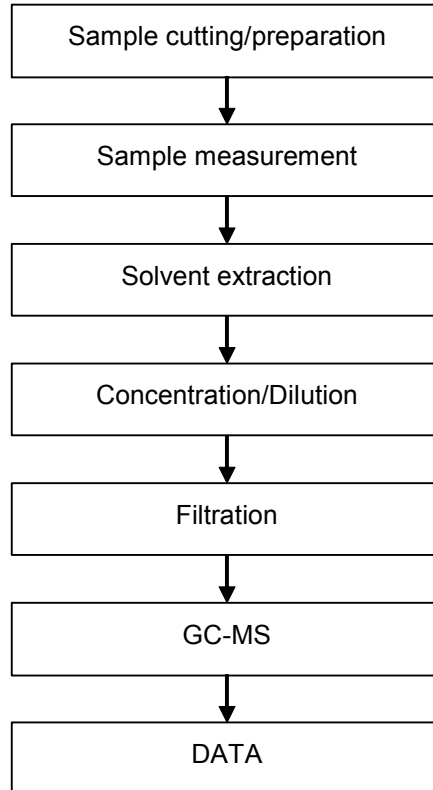 Sample cutting/preparation
Sample measurement
Solvent extraction
Concentration/Dilution
Filtration
GC-MS
DATA